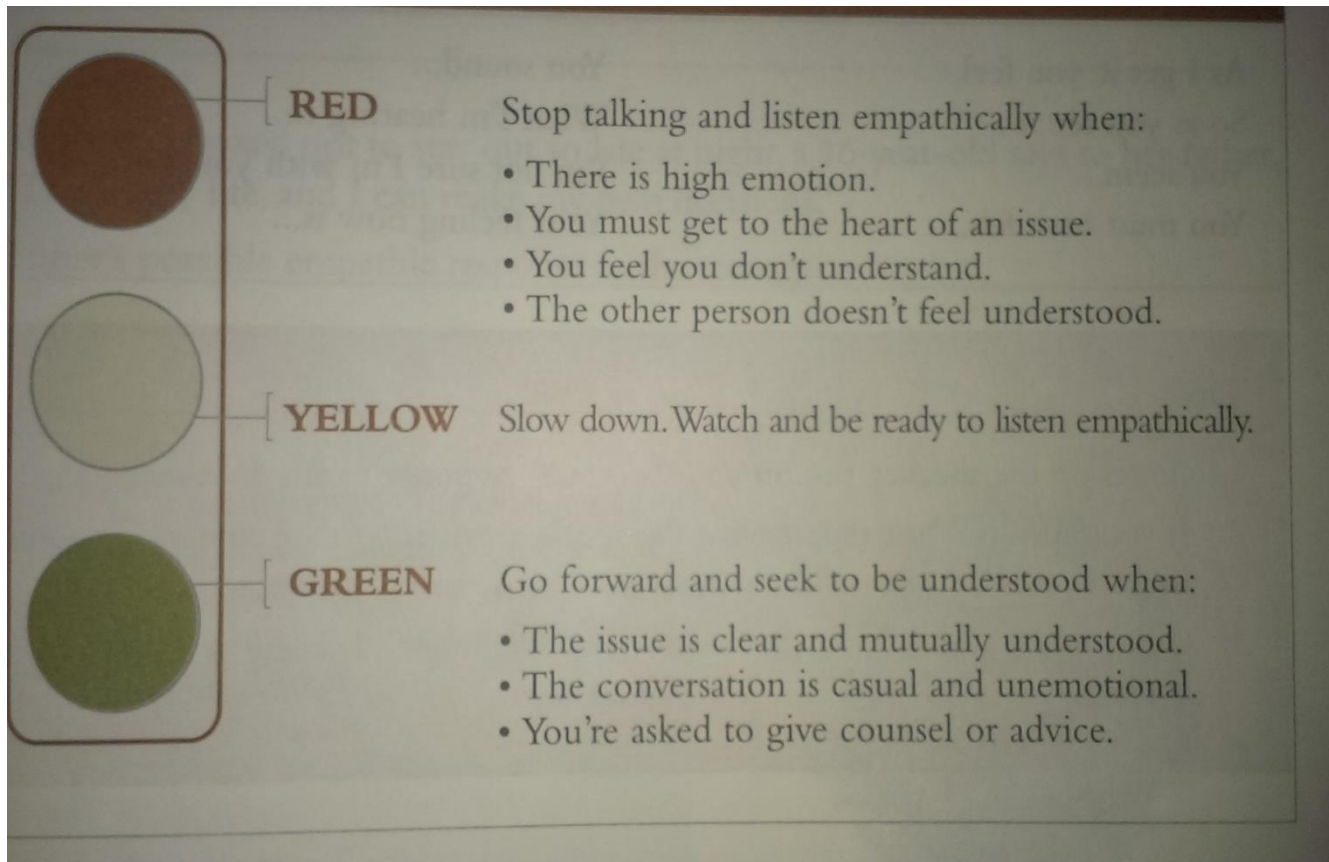 RED Stop talking and listen empathically when:
• There is high emotion.
• You must get to the heart of an issue.
• You feel you don't understand.
• The other person doesn't feel understood.
YELLOW Slow down. Watch and be ready to listen empathically.
GREEN Go forward and seek to be understood when:
• The issue is clear and mutually understood.
• The conversation is casual and unemotional.
• You're asked to give counsel or advice.